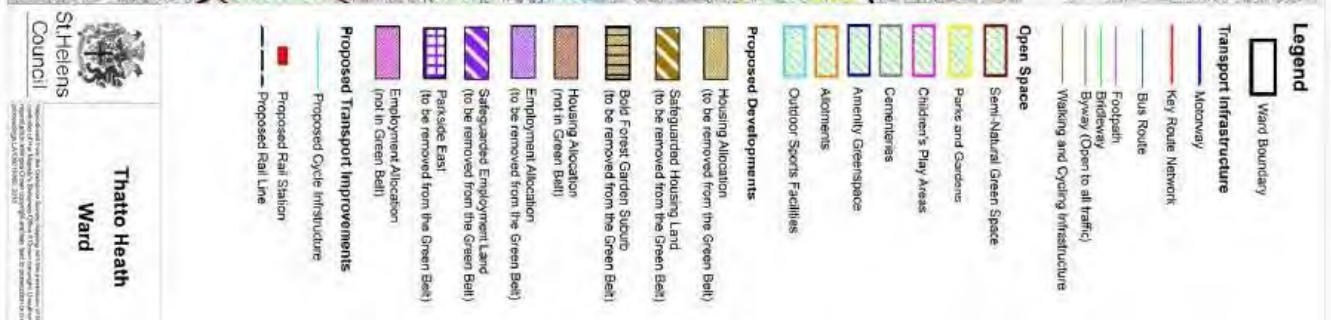 Legend
Ward Boundary
Transport Infrastructure
Motorway
Key Route Network
Bus Route
Footpath
Bridleway
Byway (Open to all traffic)
Walking and Cycling Infrastructure
Open Space
Semi-Natural Green Space
Parks and Gardens
Children's Play Areas
Cemeteries
Amenity Greenspace
Allotments
Outdoor Sports Facilities
Proposed Developments
Housing Allocation
(to be removed from the Green Belt)
Safeguarded Housing Land
(to be removed from the Green Belt)
Bold Forest Garden Suburb
(to be removed from the Green Belt)
Housing Allocation
(not in Green Belt)
Employment Allocation
(to be removed from the Green Belt)
Safeguarded Employment Land
(to be removed from the Green Belt)
Parkside East
(to be removed from the Green Belt)
Employment Allocation
(not in Green Belt)
Proposed Transport Improvements
Proposed Cycle Infrstructure
Proposed Rail Station
Proposed Rail Line
St.Helens
Council
Thatto Heath
Ward